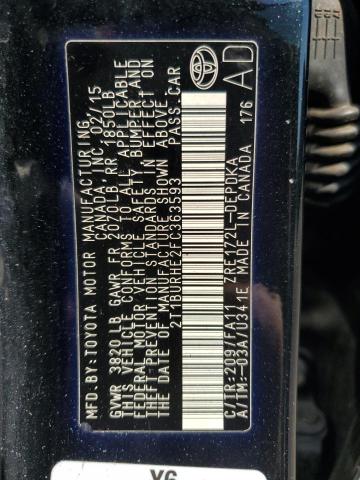 MFD.BY:TOYOTA MOTOR MANUFACTURING
CANADA, INC. 02/15
GVWR 3820LB GAWR FR 2070LB RR 1850LB
THIS VEHICLE CONFORMS TO ALL APPLICABLE
FEDERAL MOTOR VEHICLE SAFETY, BUMPER, AND
THEFT PREVENTION STANDARDS IN EFFECT ON
THE DATE OF MANUFACTURE SHOWN ABOVE.
2T1BURHE2FC363593 PASS.CAR
C/TR:209/FA11 ZRE172L-DEPDKA
A/TM:-03A/U341E MADE IN CANADA 176
AD